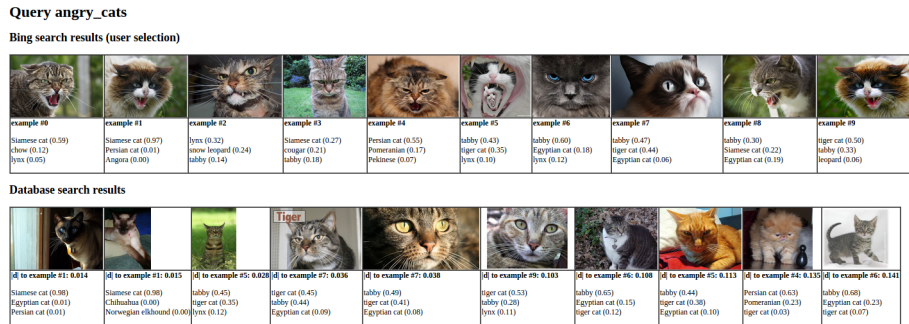 Query angry_cats
Bing search results (user selection)
example #0
Siamese cat (0.59)
chow (0.12)
lynx (0.05)
example #1
Siamese cat (0.97)
Persian cat (0.01)
Angora (0.00)
example #2
lynx (0.32)
snow leopard (0.24)
tabby (0.14)
example #3
Siamese cat (0.27)
cougar (0.21)
tabby (0.18)
example #4
Persian cat (0.55)
Pomeranian (0.17)
Pekinese (0.07)
example #5
tabby (0.43)
tiger cat (0.35)
lynx (0.10)
example #6
tabby (0.60)
Egyptian cat (0.18)
lynx (0.12)
example #7
tabby (0.47)
tiger cat (0.44)
Egyptian cat (0.06)
example #8
tabby (0.30)
Siamese cat (0.22)
Egyptian cat (0.19)
example #9
tiger cat (0.50)
tabby (0.33)
leopard (0.06)
Database search results
|d| to example #1: 0.014
Siamese cat (0.98)
Egyptian cat (0.01)
Persian cat (0.01)
|d| to example #1: 0.015
Siamese cat (0.98)
Chihuahua (0.00)
Norwegian elkhound (0.00)
|d| to example #5: 0.028
tabby (0.45)
tiger cat (0.35)
lynx (0.12)
Tiger
|d| to example #7: 0.036
tiger cat (0.45)
tabby (0.44)
Egyptian cat (0.09)
|d| to example #7: 0.038
tabby (0.49)
tiger cat (0.41)
Egyptian cat (0.08)
|d| to example #9: 0.103
tiger cat (0.53)
tabby (0.28)
lynx (0.11)
|d| to example #6: 0.108
tabby (0.65)
Egyptian cat (0.15)
tiger cat (0.12)
|d| to example #5: 0.113
tabby (0.44)
tiger cat (0.38)
Egyptian cat (0.10)
|d| to example #4: 0.135
Persian cat (0.63)
Pomeranian (0.23)
tiger cat (0.03)
|d| to example #6: 0.141
tabby (0.68)
Egyptian cat (0.23)
tiger cat (0.07)